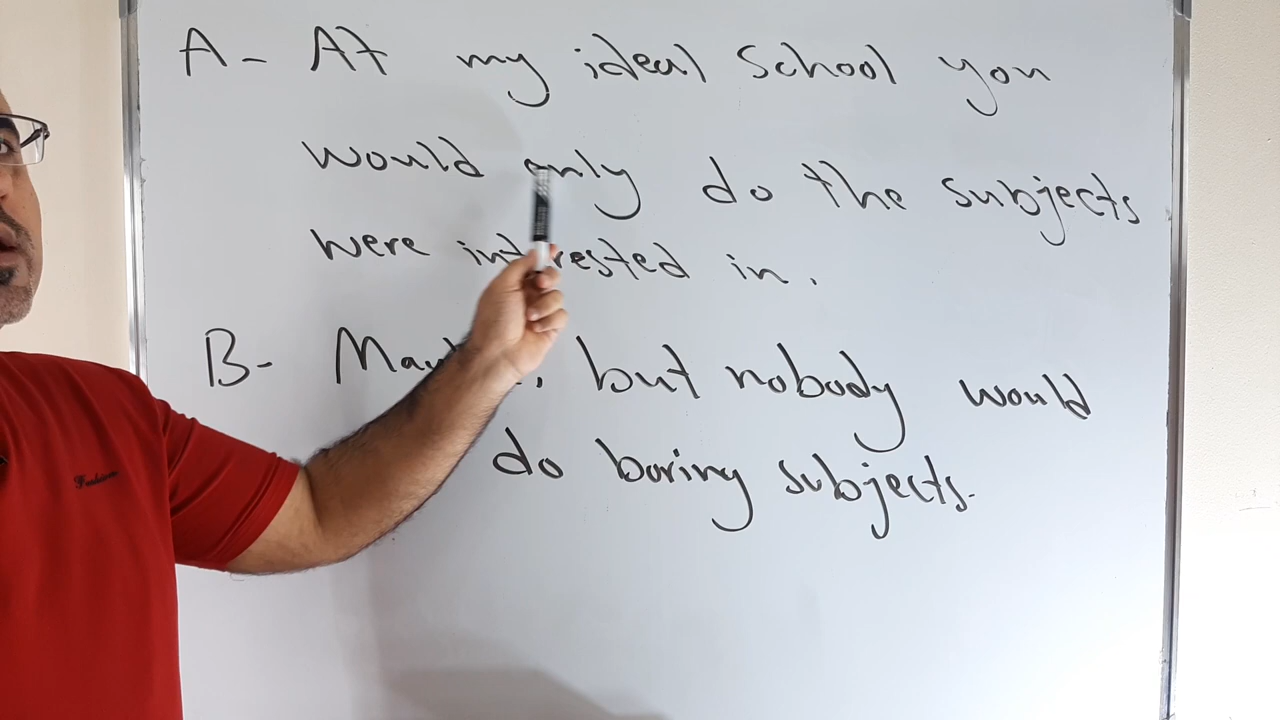 A- At my ideal school you
would only do the subjects
were interested in.
B- but nobody would
do boring subjects.